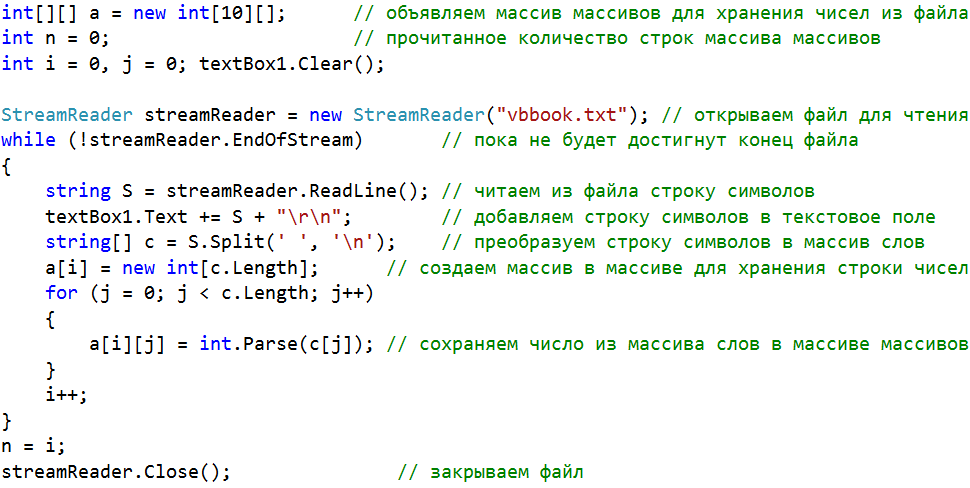 int[][] a = new int[10][];      // объявляем массив массивов для хранения чисел из файла
int n = 0;                      // прочитанное количество строк массива массивов
int i = 0, j = 0; textBox1.Clear();

StreamReader streamReader = new StreamReader("vbbook.txt"); // открываем файл для чтения
while (!streamReader.EndOfStream)       // пока не будет достигнут конец файла
{
    string S = streamReader.ReadLine(); // читаем из файла строку символов
    textBox1.Text += S + "\r\n";        // добавляем строку символов в текстовое поле
    string[] c = S.Split(' ', '\n');    // преобразуем строку символов в массив слов
    a[i] = new int[c.Length];      // создаем массив в массиве для хранения строки чисел
    for (j = 0; j < c.Length; j++)
    {
        a[i][j] = int.Parse(c[j]); // сохраняем число из массива слов в массиве массивов
    }
    i++;
}
n = i;
streamReader.Close();               // закрываем файл